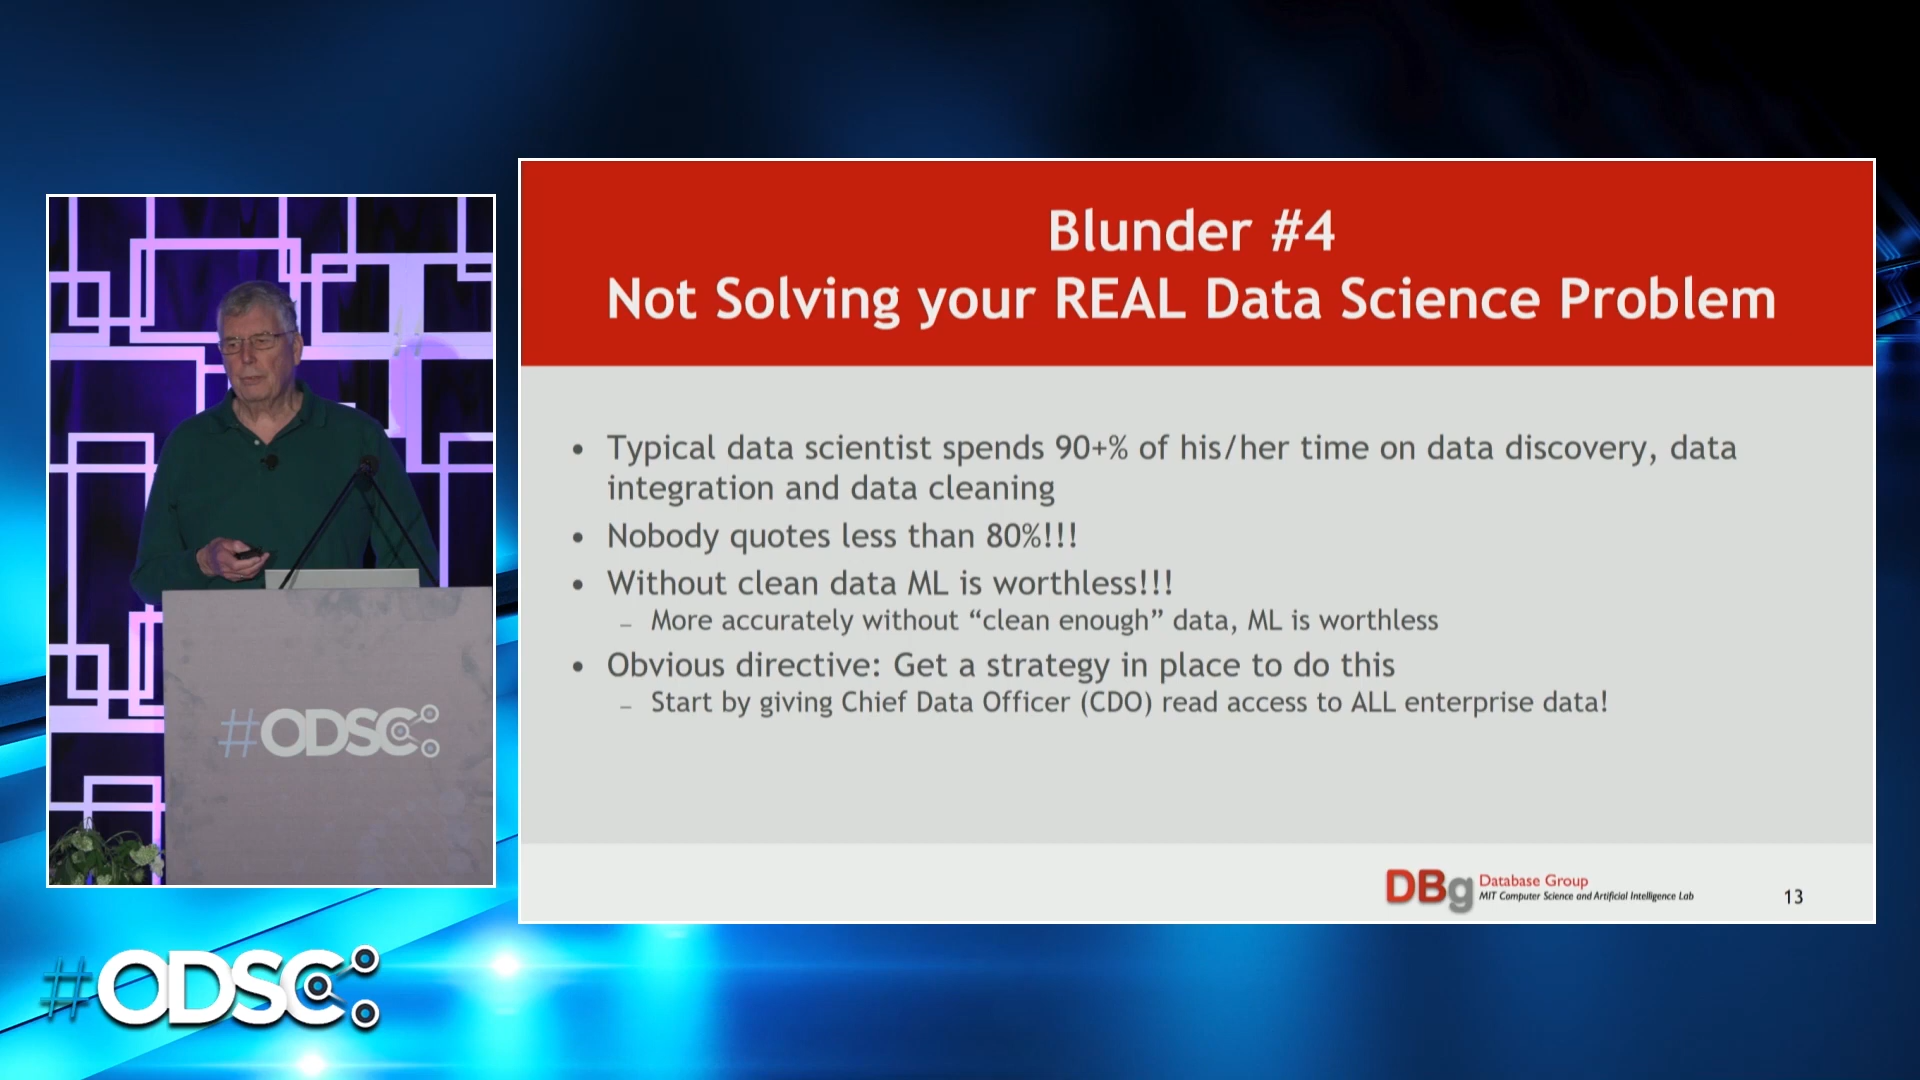 Blunder #4
Not Solving your REAL Data Science Problem
• Typical data scientist spends 90+% of his/her time on data discovery, data
integration and data cleaning
• Nobody quotes less than 80%!!!
• Without clean data ML is worthless!!!
– More accurately without “clean enough” data, ML is worthless
• Obvious directive: Get a strategy in place to do this
– Start by giving Chief Data Officer (CDO) read access to ALL enterprise data!
DBg Database Group
MIT Computer Science and Artificial Intelligence Lab
13
#ODSC
#ODSC